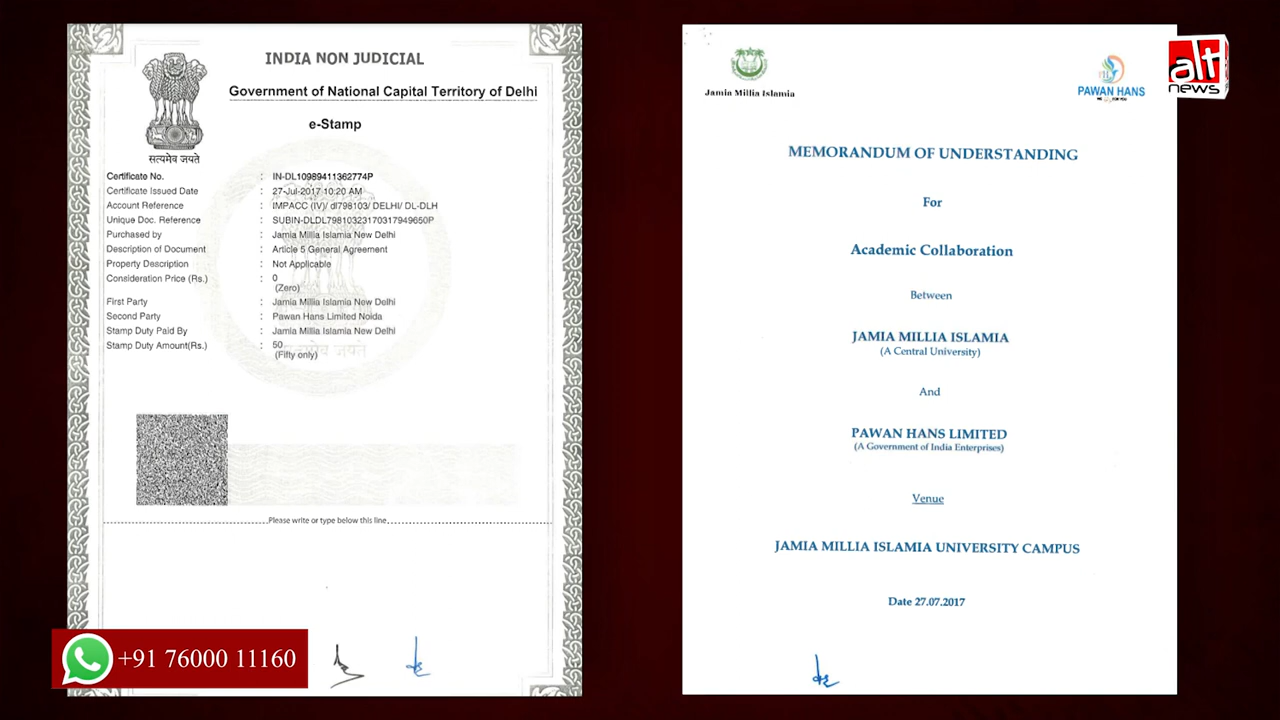 INDIA NON JUDICIAL
Government of National Capital Territory of Delhi
e-Stamp
सत्यमेव जयते
Certificate No. : IN-DL10989411362774P
Certificate Issued Date : 27-Jul-2017 10:20 AM
Account Reference : IMPACC (IV)/ dl798103/ DELHI/ DL-DLH
Unique Doc. Reference : SUBIN-DLDL79810323170317949650P
Purchased by : Jamia Millia Islamia New Delhi
Description of Document : Article 5 General Agreement
Property Description : Not Applicable
Consideration Price (Rs.) : 0
(Zero)
First Party : Jamia Millia Islamia New Delhi
Second Party : Pawan Hans Limited Noida
Stamp Duty Paid By : Jamia Millia Islamia New Delhi
Stamp Duty Amount(Rs.) : 50
(Fifty only)
Please write or type below this line
+91 76000 11160
Jamia Millia Islamia
PAWAN HANS
MEMORANDUM OF UNDERSTANDING
For
Academic Collaboration
Between
JAMIA MILLIA ISLAMIA
(A Central University)
And
PAWAN HANS LIMITED
(A Government of India Enterprises)
Venue
JAMIA MILLIA ISLAMIA UNIVERSITY CAMPUS
Date 27.07.2017
alt
news